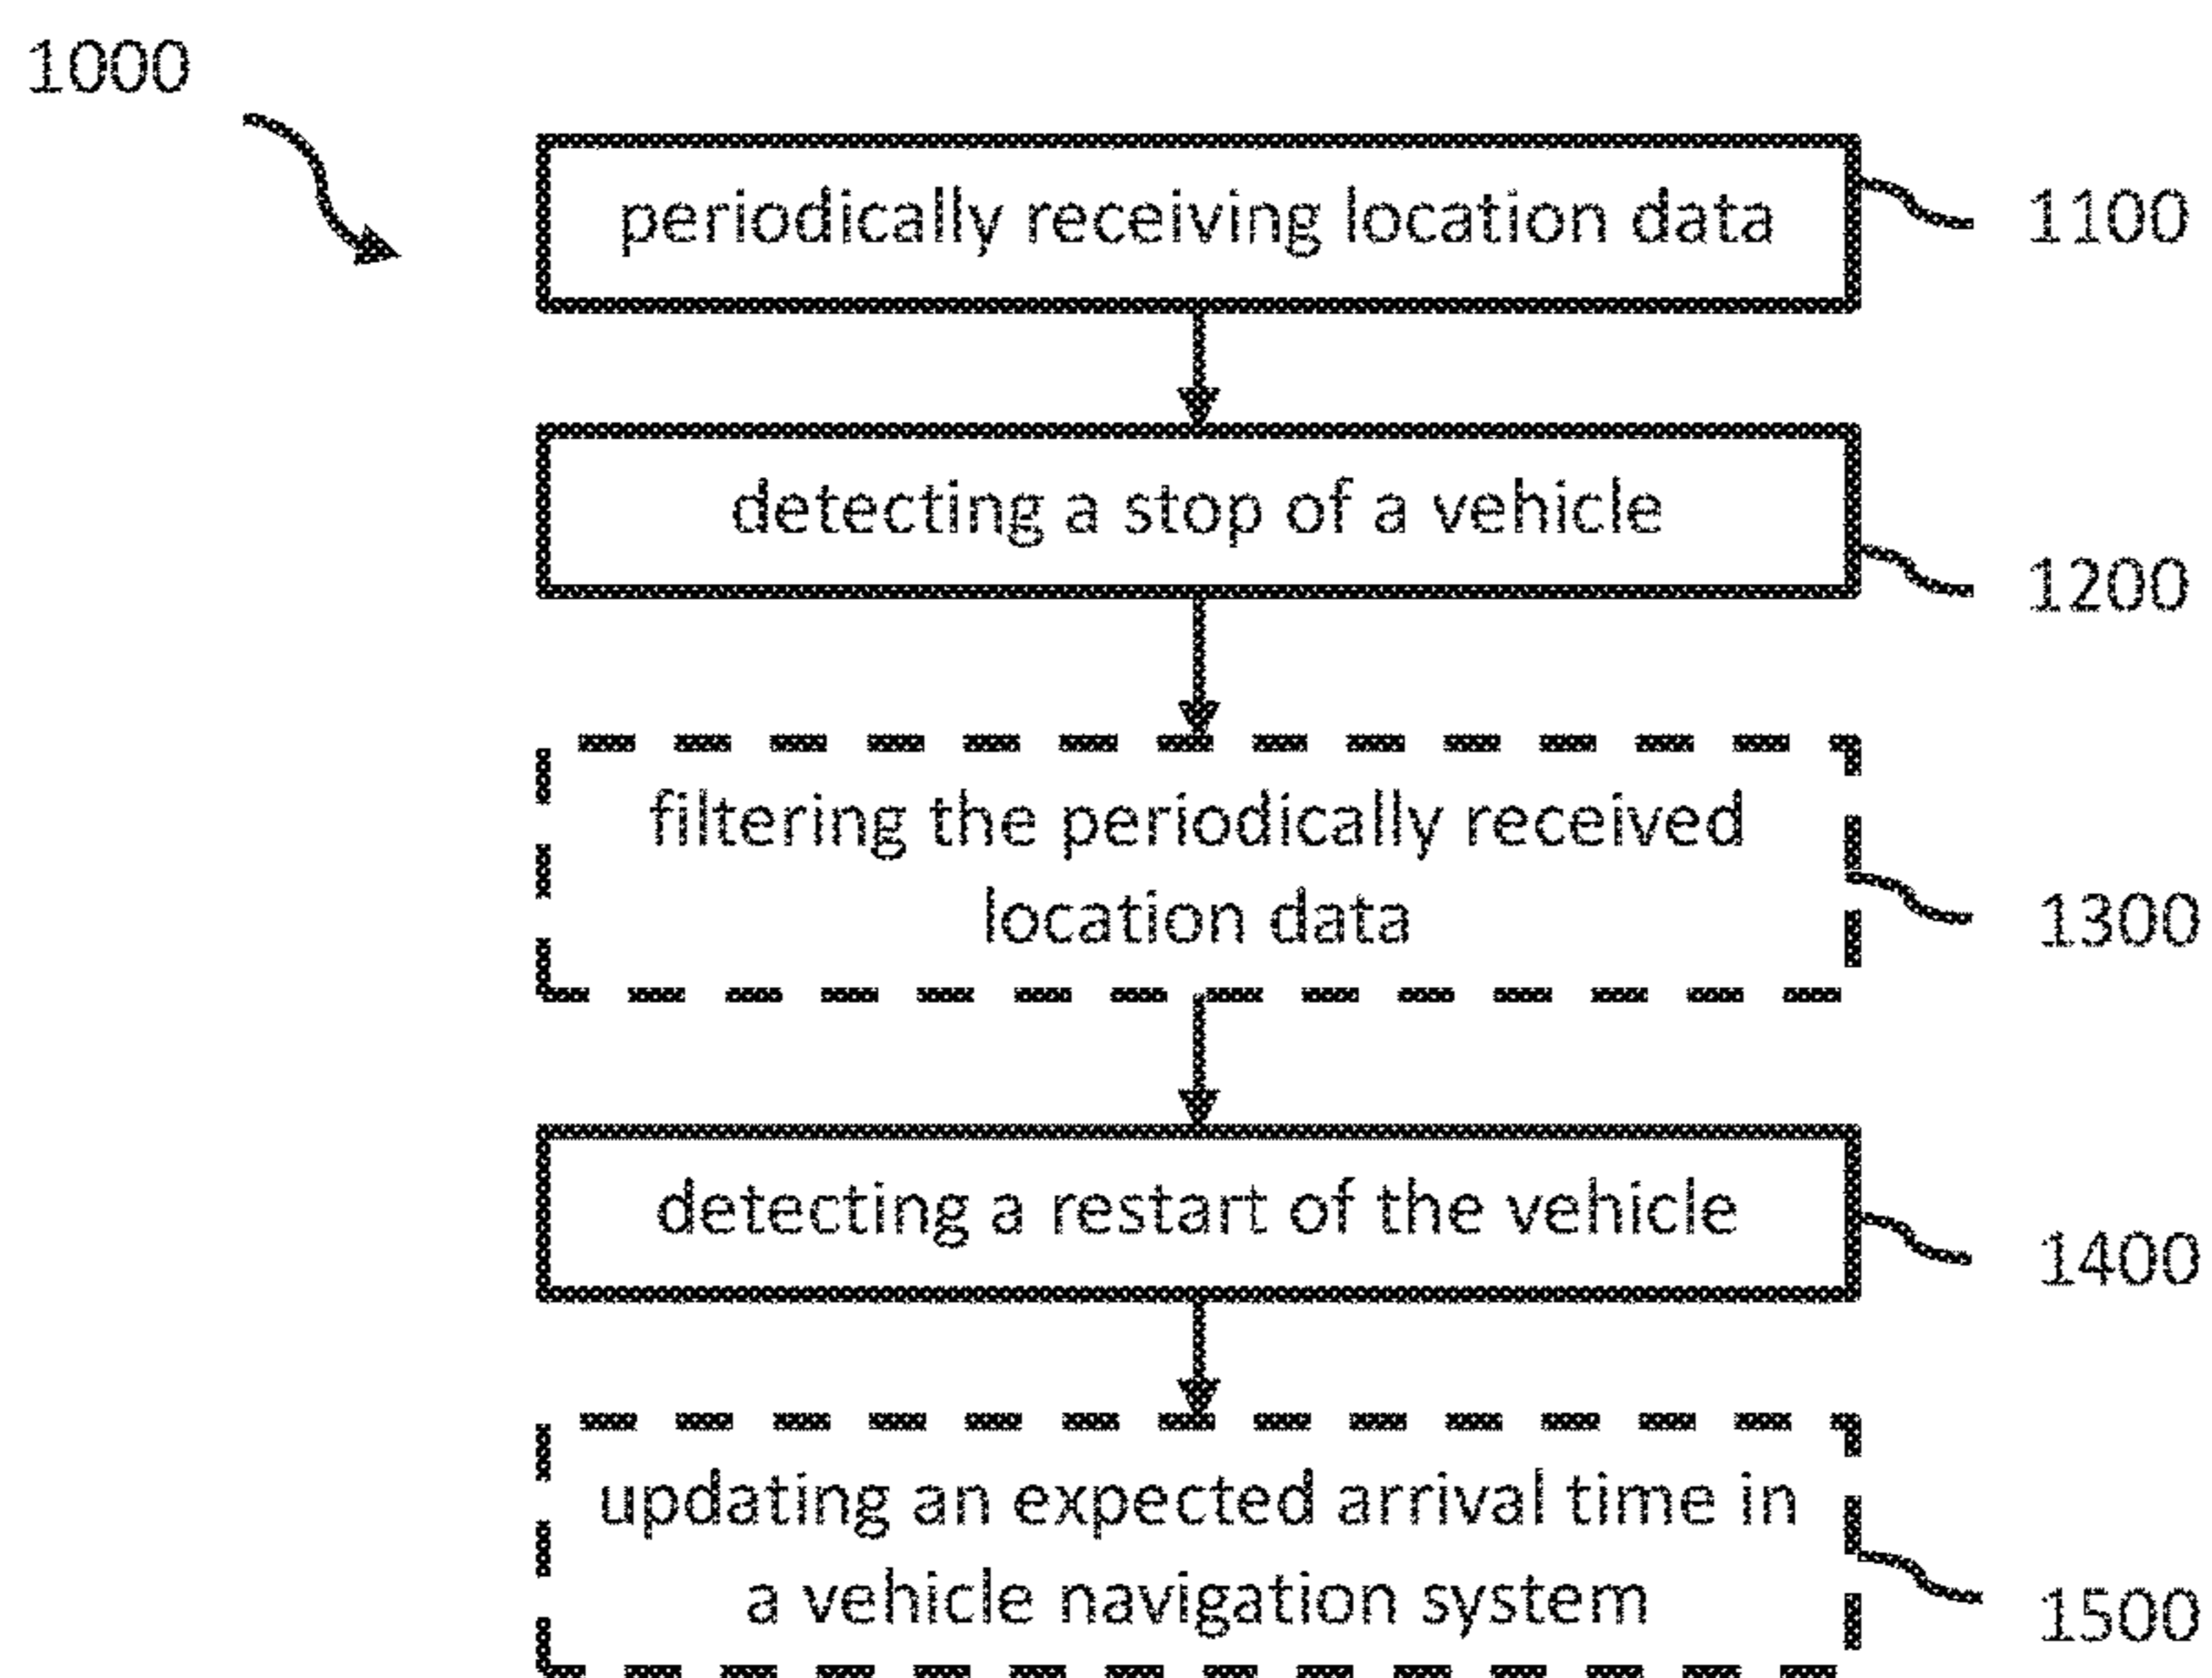 1000
periodically receiving location data
1100
detecting a stop of a vehicle
1200
filtering the periodically received
location data
1300
detecting a restart of the vehicle
1400
updating an expected arrival time in
a vehicle navigation system
1500